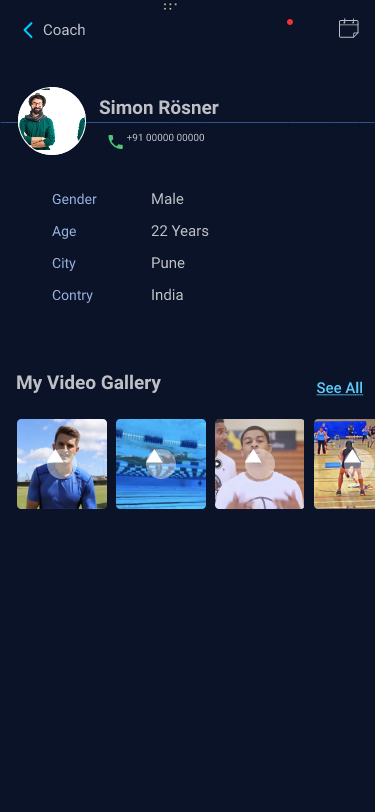 Coach
Simon Rösner
+91 00000 00000
Gender Male
Age 22 Years
City Pune
Contry India
My Video Gallery
See All